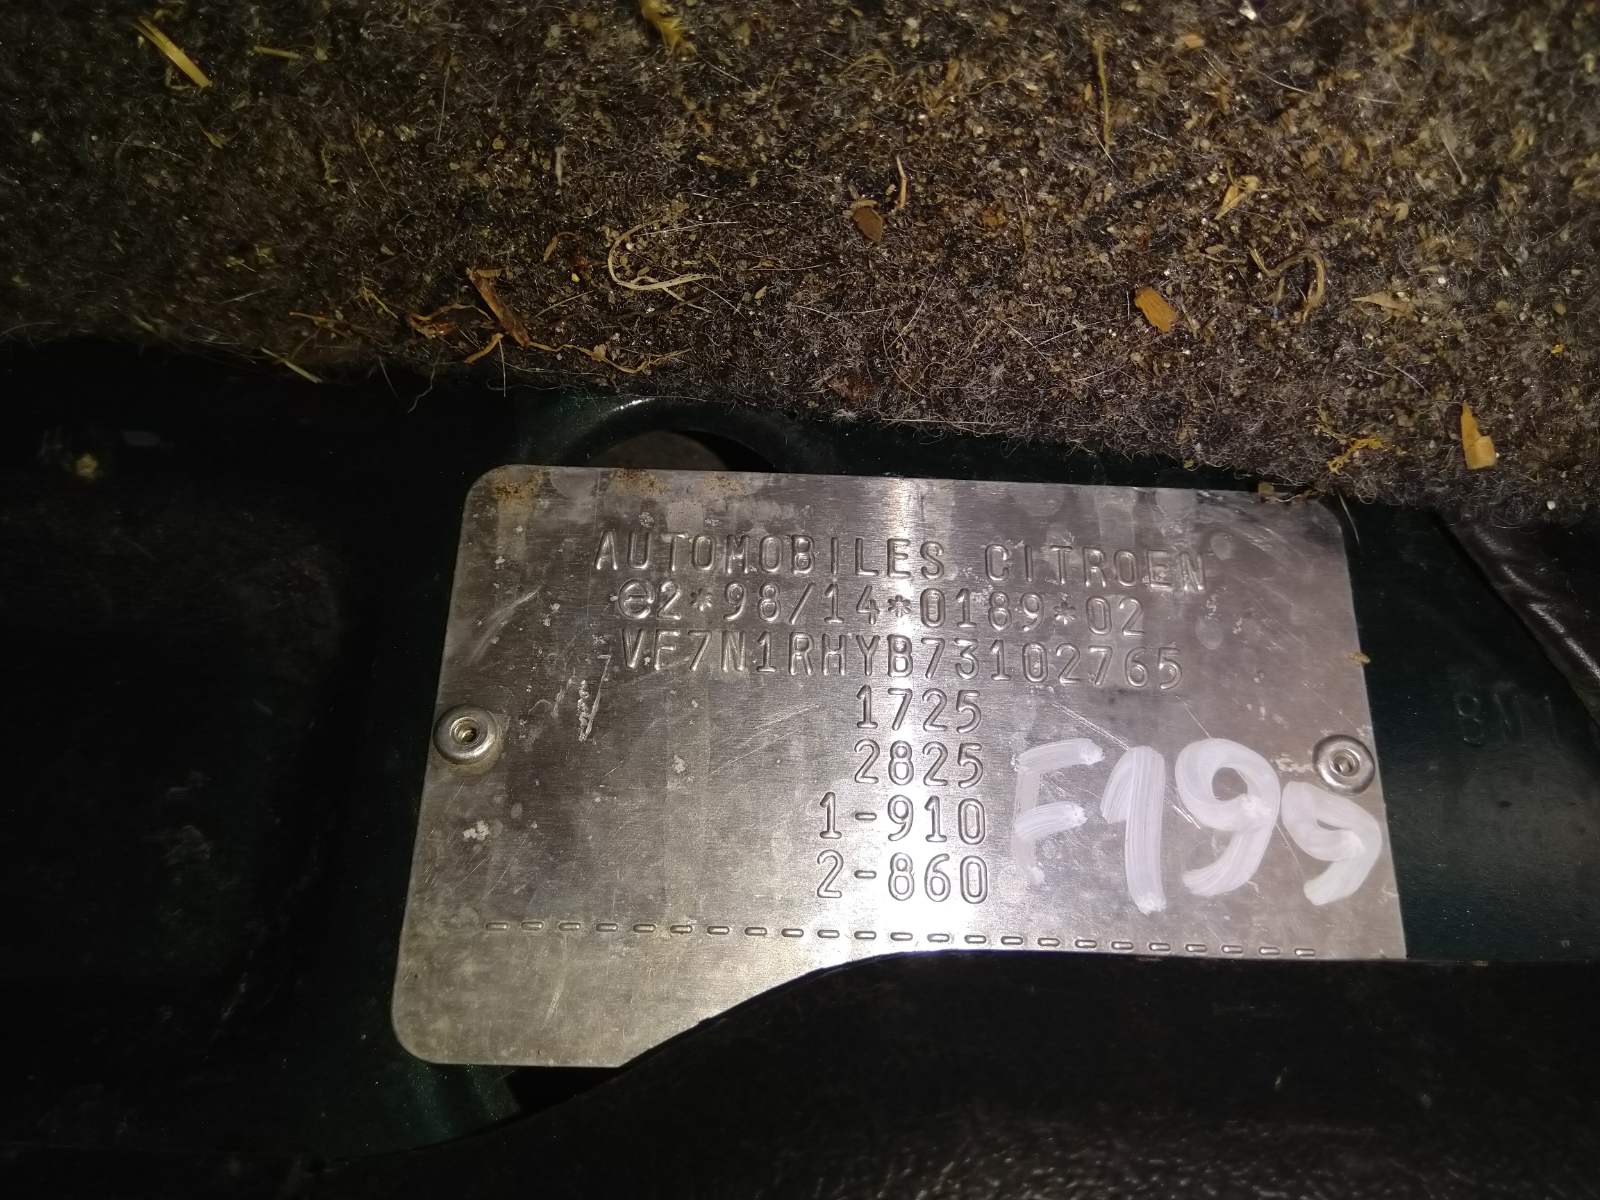 AUTOMOBILES CITROEN
e2*98/14*0189*02
VF7N1RHYB73102765
1725
2825
1-910
2-860
F199